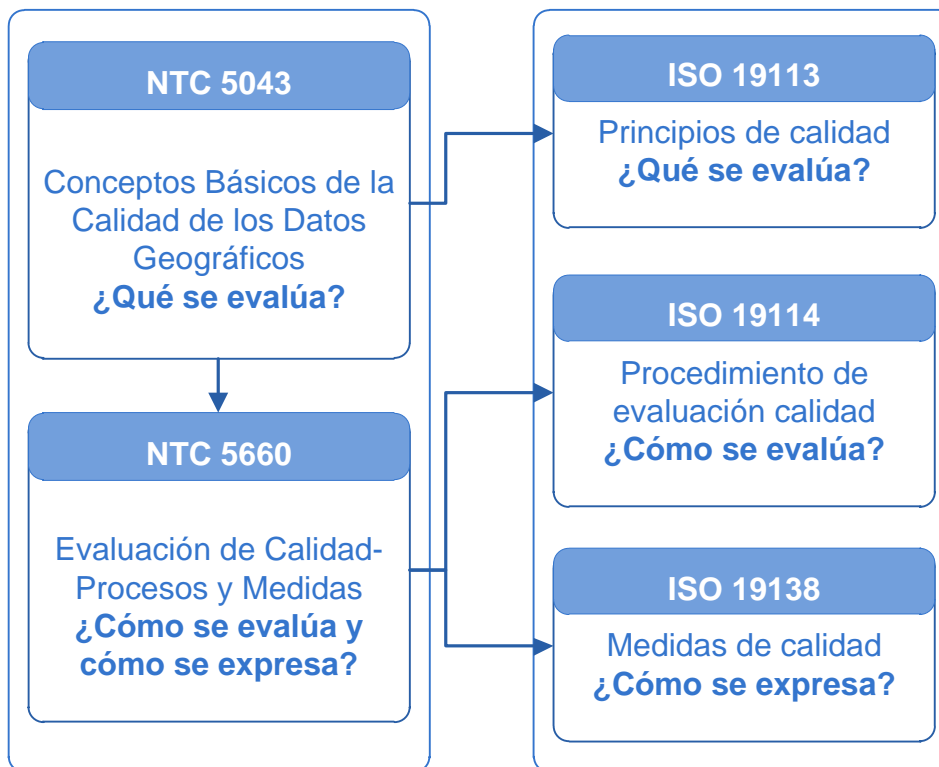 NTC 5043
Conceptos Básicos de la
Calidad de los Datos
Geográficos
¿Qué se evalúa?
NTC 5660
Evaluación de Calidad-
Procesos y Medidas
¿Cómo se evalúa y
cómo se expresa?
ISO 19113
Principios de calidad
¿Qué se evalúa?
ISO 19114
Procedimiento de
evaluación calidad
¿Cómo se evalúa?
ISO 19138
Medidas de calidad
¿Cómo se expresa?